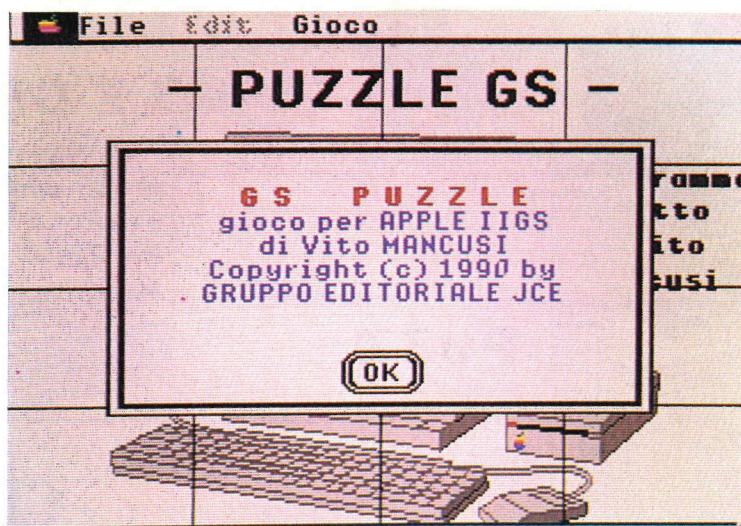 File Edit Gioco
– PUZZLE GS –
GS PUZZLE
gioco per APPLE IIGS
di Vito MANCUSI
Copyright (c) 1990 by
GRUPPO EDITORIALE JCE
OK